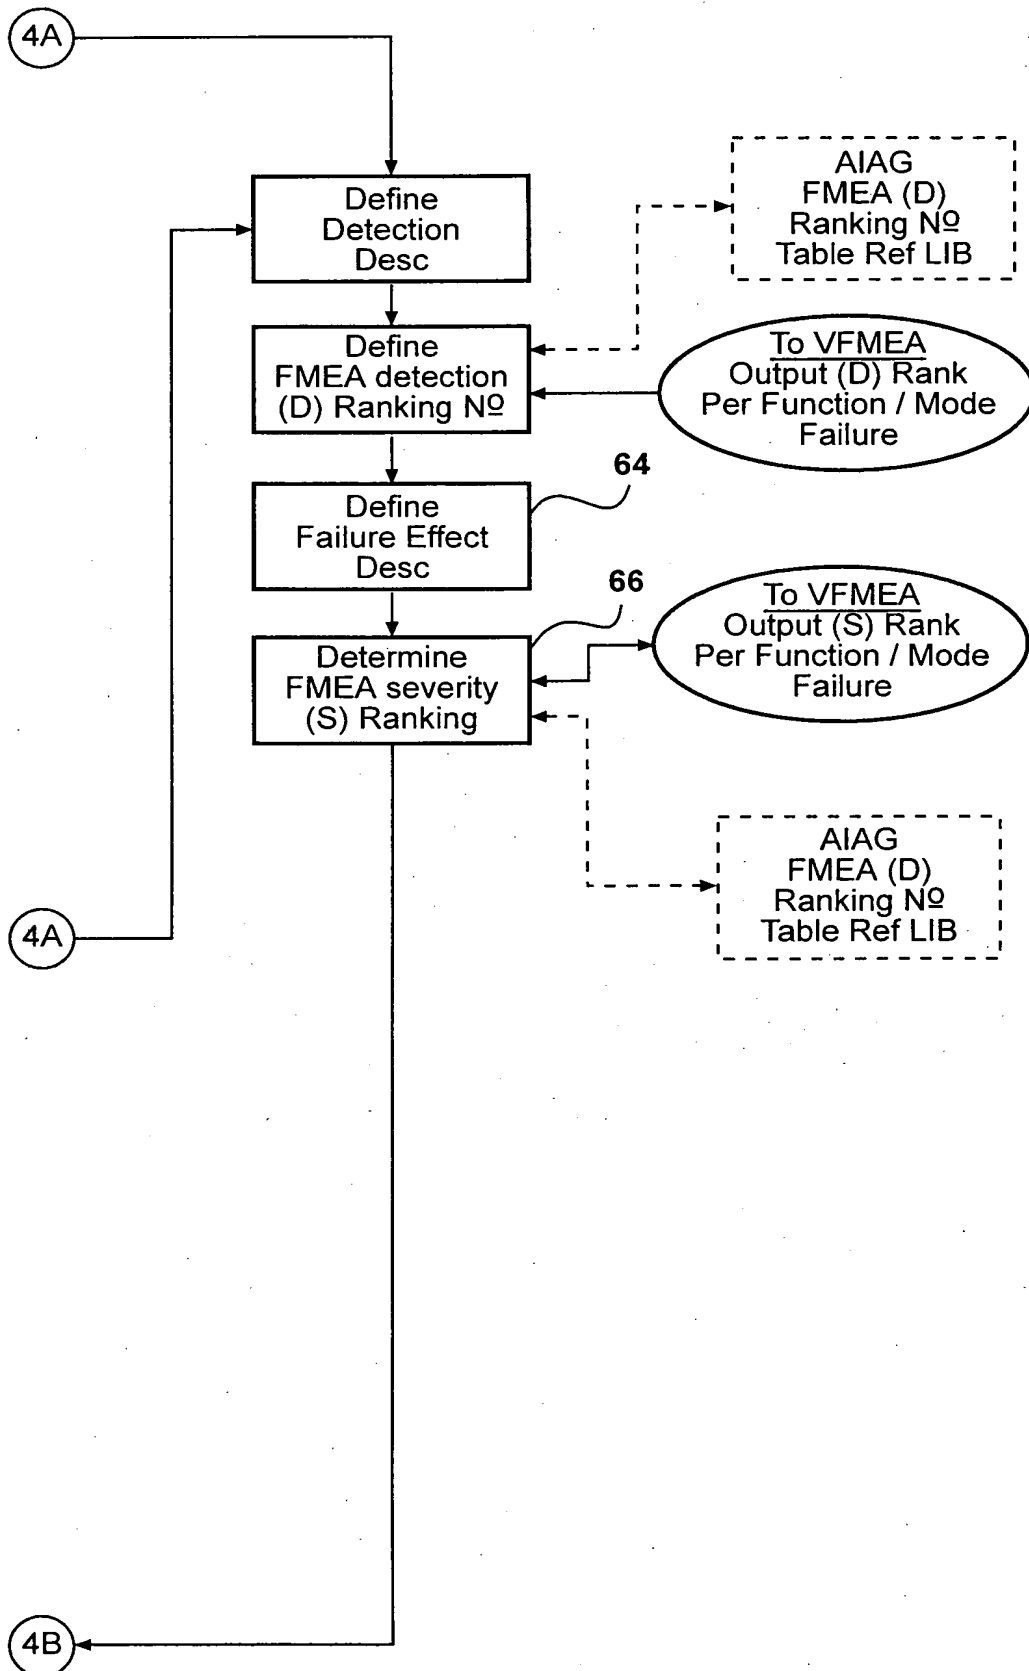 4A
Define
Detection
Desc
AIAG
FMEA (D)
Ranking Nº
Table Ref LIB
Define
FMEA detection
(D) Ranking Nº
To VFMEA
Output (D) Rank
Per Function / Mode
Failure
64
Define
Failure Effect
Desc
66
Determine
FMEA severity
(S) Ranking
To VFMEA
Output (S) Rank
Per Function / Mode
Failure
AIAG
FMEA (D)
Ranking Nº
Table Ref LIB
4A
4B